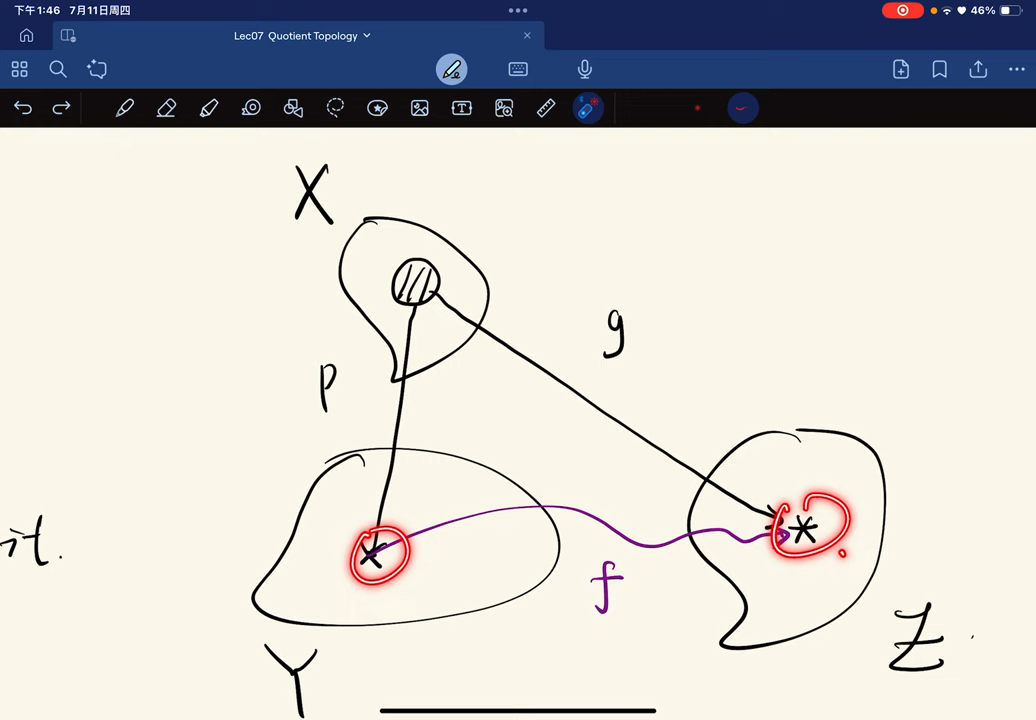 下午1:46 7月11日周四
46%
Lec07 Quotient Topology
X
g
p
f
Y
Z